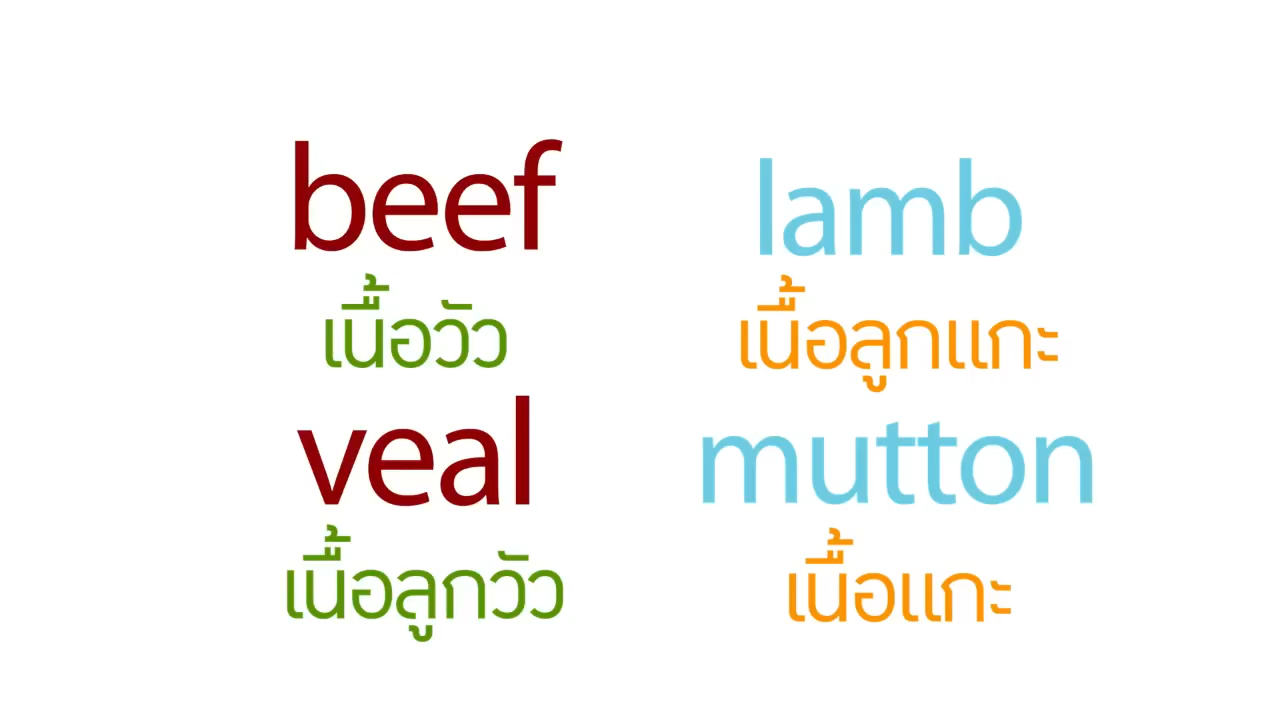 beef
เนื้อวัว
veal
เนื้อลูกวัว
lamb
เนื้อลูกแกะ
mutton
เนื้อแกะ